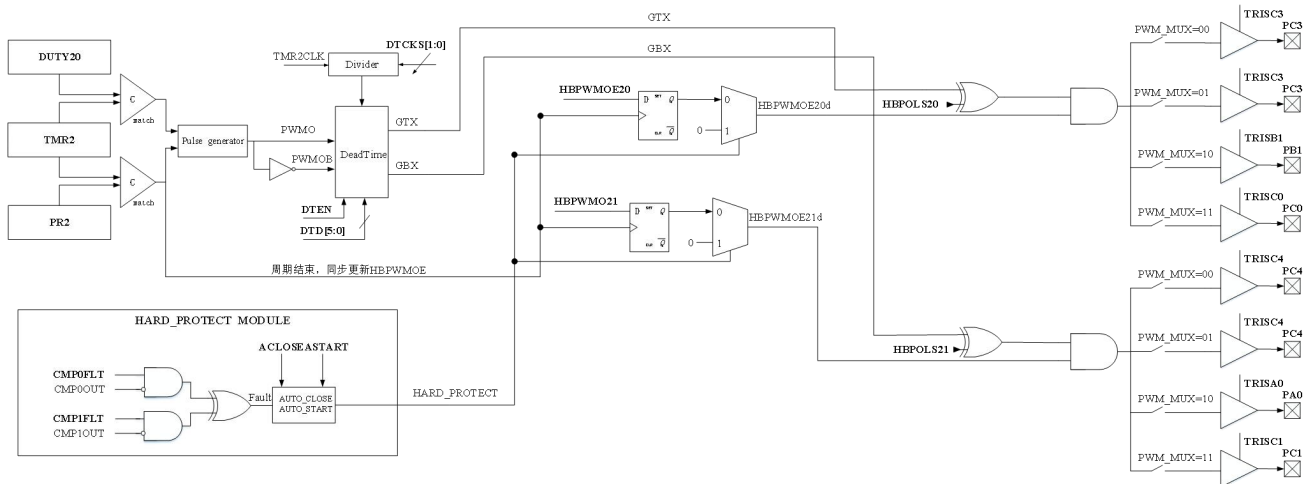 GTX
GBX
DUTY20
TMR2
PR2
C
match
C
match
Pulse generator
TMR2CLK
Divider
DTCKS[1:0]
PWMO
PWMOB
DeadTime
GTX
GBX
DTEN
DTD[5:0]
周期结束，同步更新HBPWMOE
HBPWMOE20
D SET Q
CLR Q
0
0
1
HBPWMOE20d
HBPWMO21
D SET Q
CLR Q
0
0
1
HBPWMOE21d
HBPOLS20
HBPOLS21
HARD_PROTECT MODULE
ACLOSEASTART
CMP0FLT
CMP0OUT
CMP1FLT
CMP1OUT
Fault
AUTO_CLOSE
AUTO_START
HARD_PROTECT
PWM_MUX=00
TRISC3
PC3
PWM_MUX=01
TRISC3
PC3
PWM_MUX=10
TRISB1
PB1
PWM_MUX=11
TRISC0
PC0
PWM_MUX=00
TRISC4
PC4
PWM_MUX=01
TRISC4
PC4
PWM_MUX=10
TRISA0
PA0
PWM_MUX=11
TRISC1
PC1